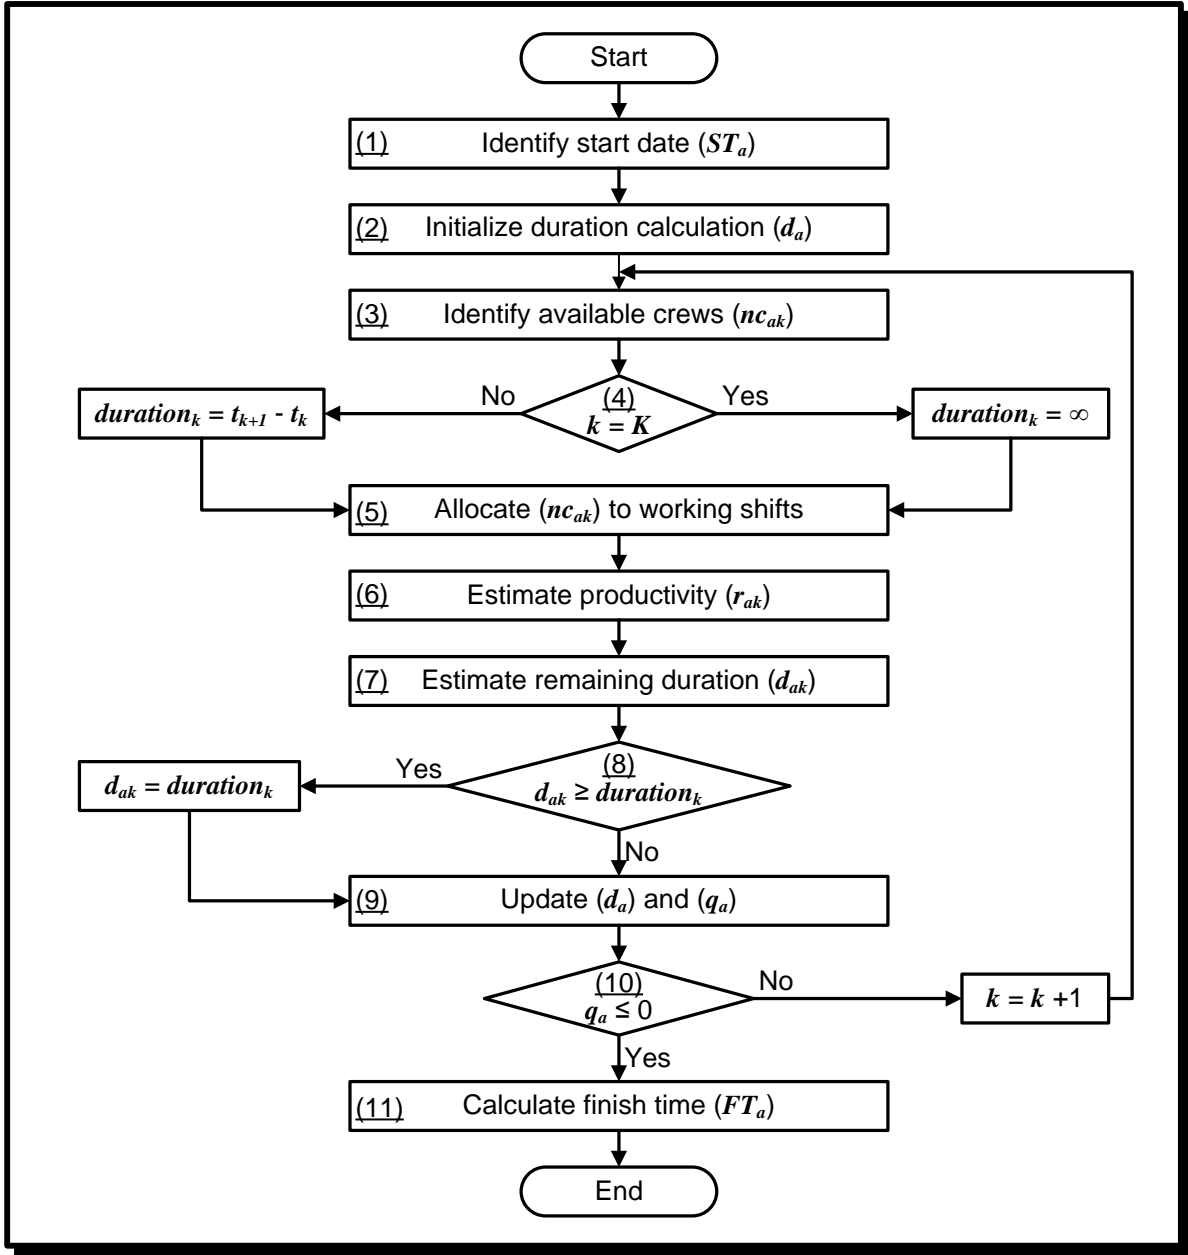 Start
(1) Identify start date (STa)
(2) Initialize duration calculation (da)
(3) Identify available crews (ncak)
No
(4)
Yes
durationk = tk+1 - tk
k = K
durationk = ∞
(5) Allocate (ncak) to working shifts
(6) Estimate productivity (rak)
(7) Estimate remaining duration (dak)
Yes
(8)
dak = durationk
dak ≥ durationk
No
(9) Update (da) and (qa)
(10)
No
qa ≤ 0
k = k +1
Yes
(11) Calculate finish time (FTa)
End